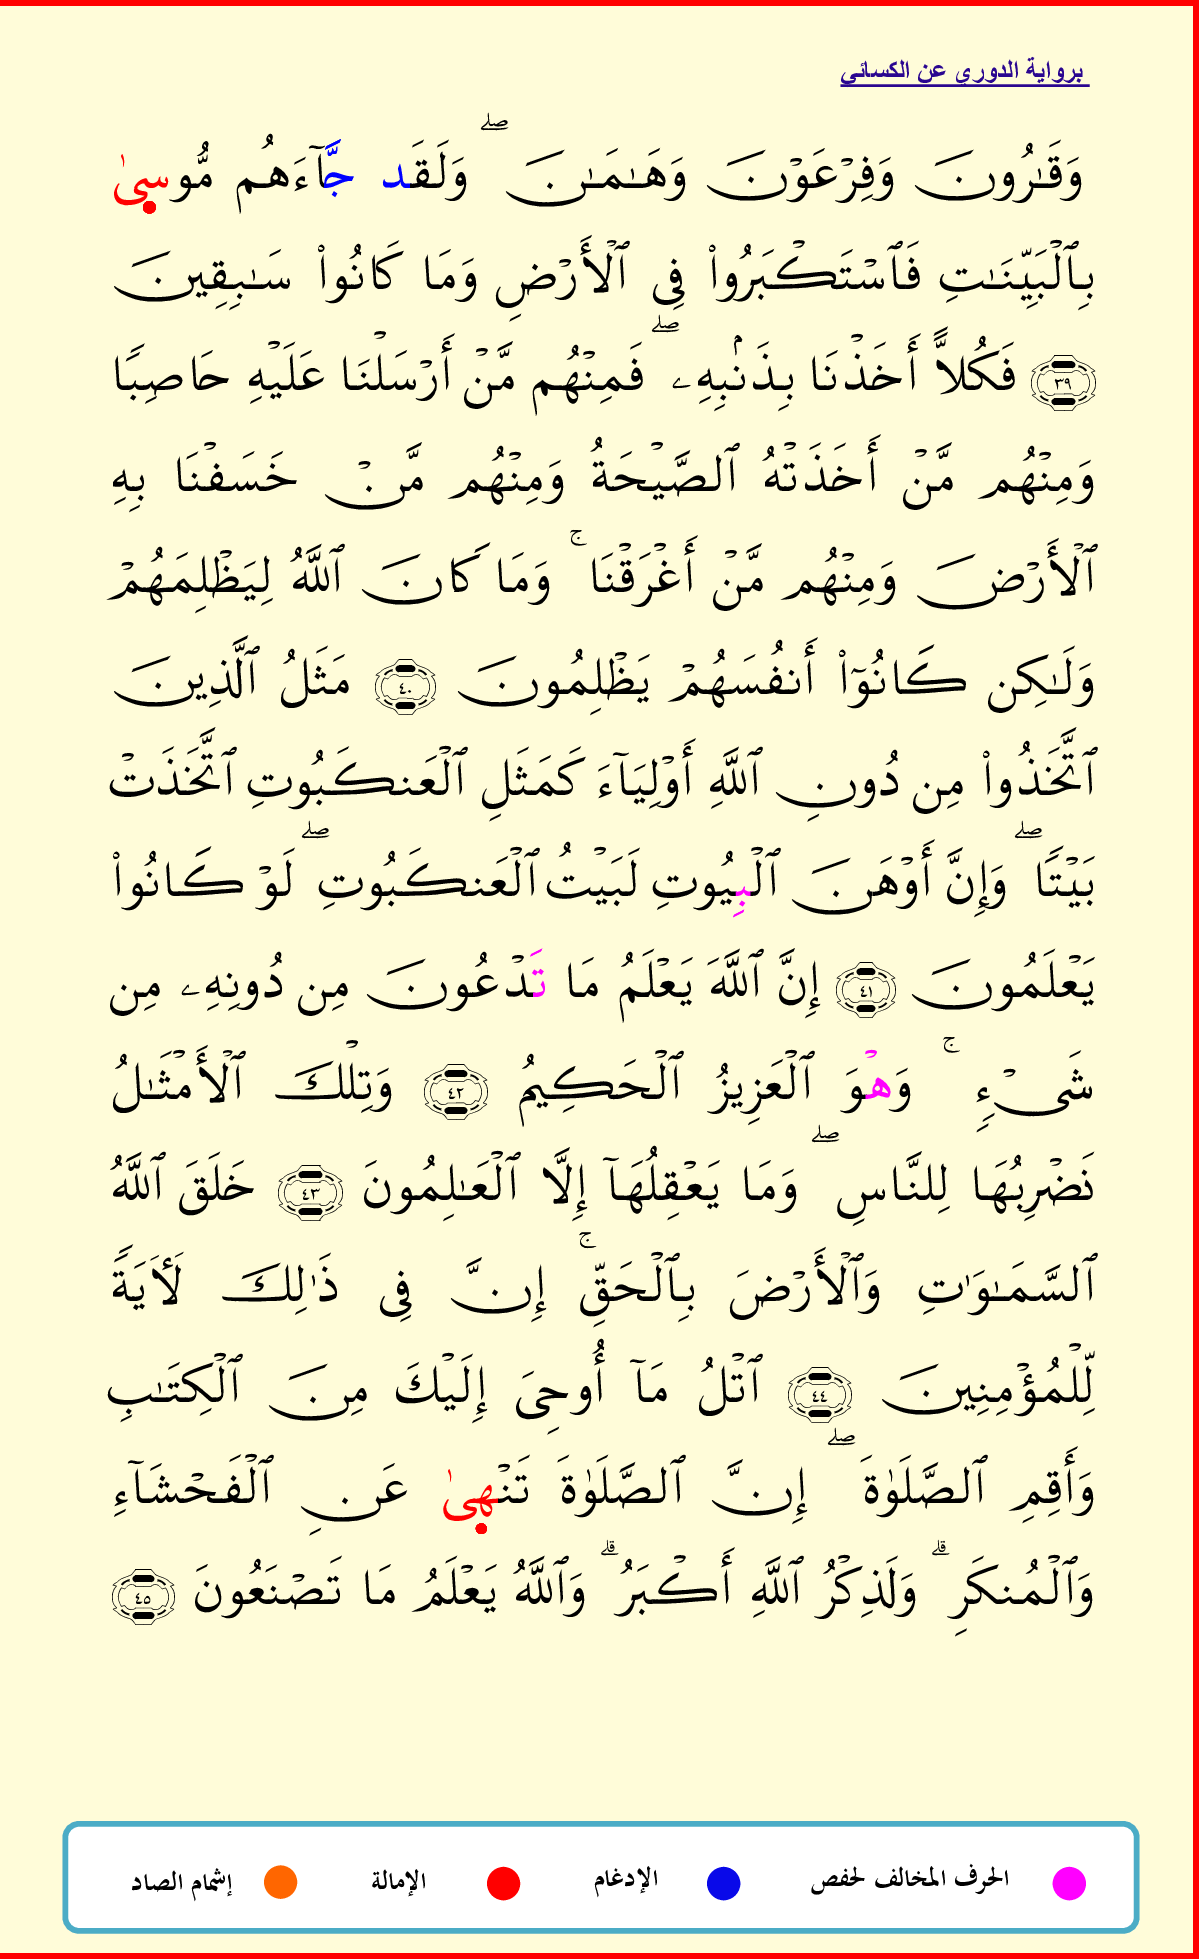 برواية الدوري عن الكسائي
وَقَـٰرُونَ وَفِرْعَوْنَ وَهَـٰمَـٰنَ ۖ وَلَقَد جَّآءَهُم مُّوسىٰ
بِٱلْبَيِّنَـٰتِ فَٱسْتَكْبَرُوا۟ فِى ٱلْأَرْضِ وَمَا كَانُوا۟ سَـٰبِقِينَ
٣٩ فَكُلاًّ أَخَذْنَا بِذَنۢبِهِۦ ۖ فَمِنْهُم مَّنْ أَرْسَلْنَا عَلَيْهِ حَاصِبًا
وَمِنْهُم مَّنْ أَخَذَتْهُ ٱلصَّيْحَةُ وَمِنْهُم مَّنْ خَسَفْنَا بِهِ
ٱلْأَرْضَ وَمِنْهُم مَّنْ أَغْرَقْنَا ۚ وَمَا كَانَ ٱللَّهُ لِيَظْلِمَهُمْ
وَلَـٰكِن كَانُوٓا۟ أَنفُسَهُمْ يَظْلِمُونَ ٤٠ مَثَلُ ٱلَّذِينَ
ٱتَّخَذُوا۟ مِن دُونِ ٱللَّهِ أَوْلِيَآءَ كَمَثَلِ ٱلْعَنكَبُوتِ ٱتَّخَذَتْ
بَيْتًا ۖ وَإِنَّ أَوْهَنَ ٱلْبِيُوتِ لَبَيْتُ ٱلْعَنكَبُوتِ ۖ لَوْ كَانُوا۟
يَعْلَمُونَ ٤١ إِنَّ ٱللَّهَ يَعْلَمُ مَا تَدْعُونَ مِن دُونِهِۦ مِن
شَىْءٍ ۚ وَهْوَ ٱلْعَزِيزُ ٱلْحَكِيمُ ٤٢ وَتِلْكَ ٱلْأَمْثَـٰلُ
نَضْرِبُهَا لِلنَّاسِ ۖ وَمَا يَعْقِلُهَآ إِلَّا ٱلْعَـٰلِمُونَ ٤٣ خَلَقَ ٱللَّهُ
ٱلسَّمَـٰوَٰتِ وَٱلْأَرْضَ بِٱلْحَقِّ ۚ إِنَّ فِى ذَٰلِكَ لَـَٔايَةً
لِّلْمُؤْمِنِينَ ٤٤ ٱتْلُ مَآ أُوحِىَ إِلَيْكَ مِنَ ٱلْكِتَـٰبِ
وَأَقِمِ ٱلصَّلَوٰةَ ۖ إِنَّ ٱلصَّلَوٰةَ تَنْهىٰ عَنِ ٱلْفَحْشَآءِ
وَٱلْمُنكَرِ ۗ وَلَذِكْرُ ٱللَّهِ أَكْبَرُ ۗ وَٱللَّهُ يَعْلَمُ مَا تَصْنَعُونَ ٤٥
الحرف المخالف لحفص الإدغام الإمالة إشمام الصاد